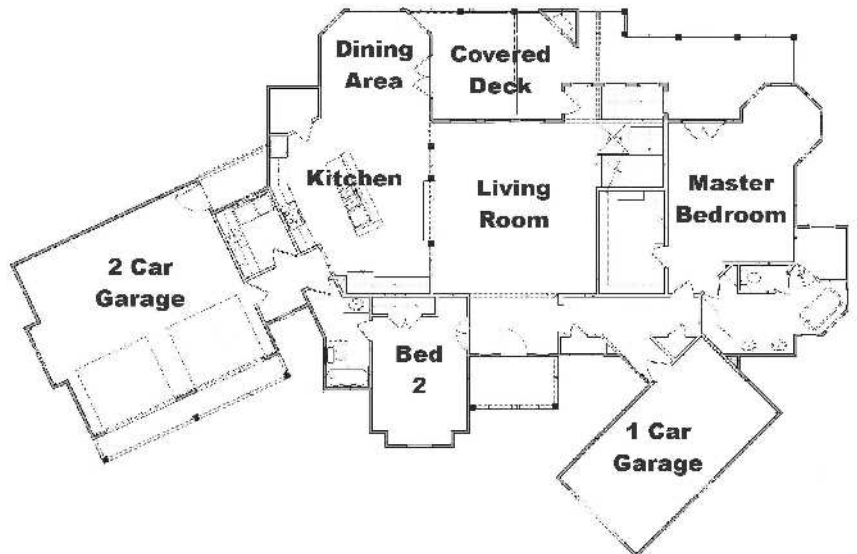 Dining
Area
Covered
Deck
Kitchen
Living
Room
Master
Bedroom
2 Car
Garage
Bed
2
1 Car
Garage